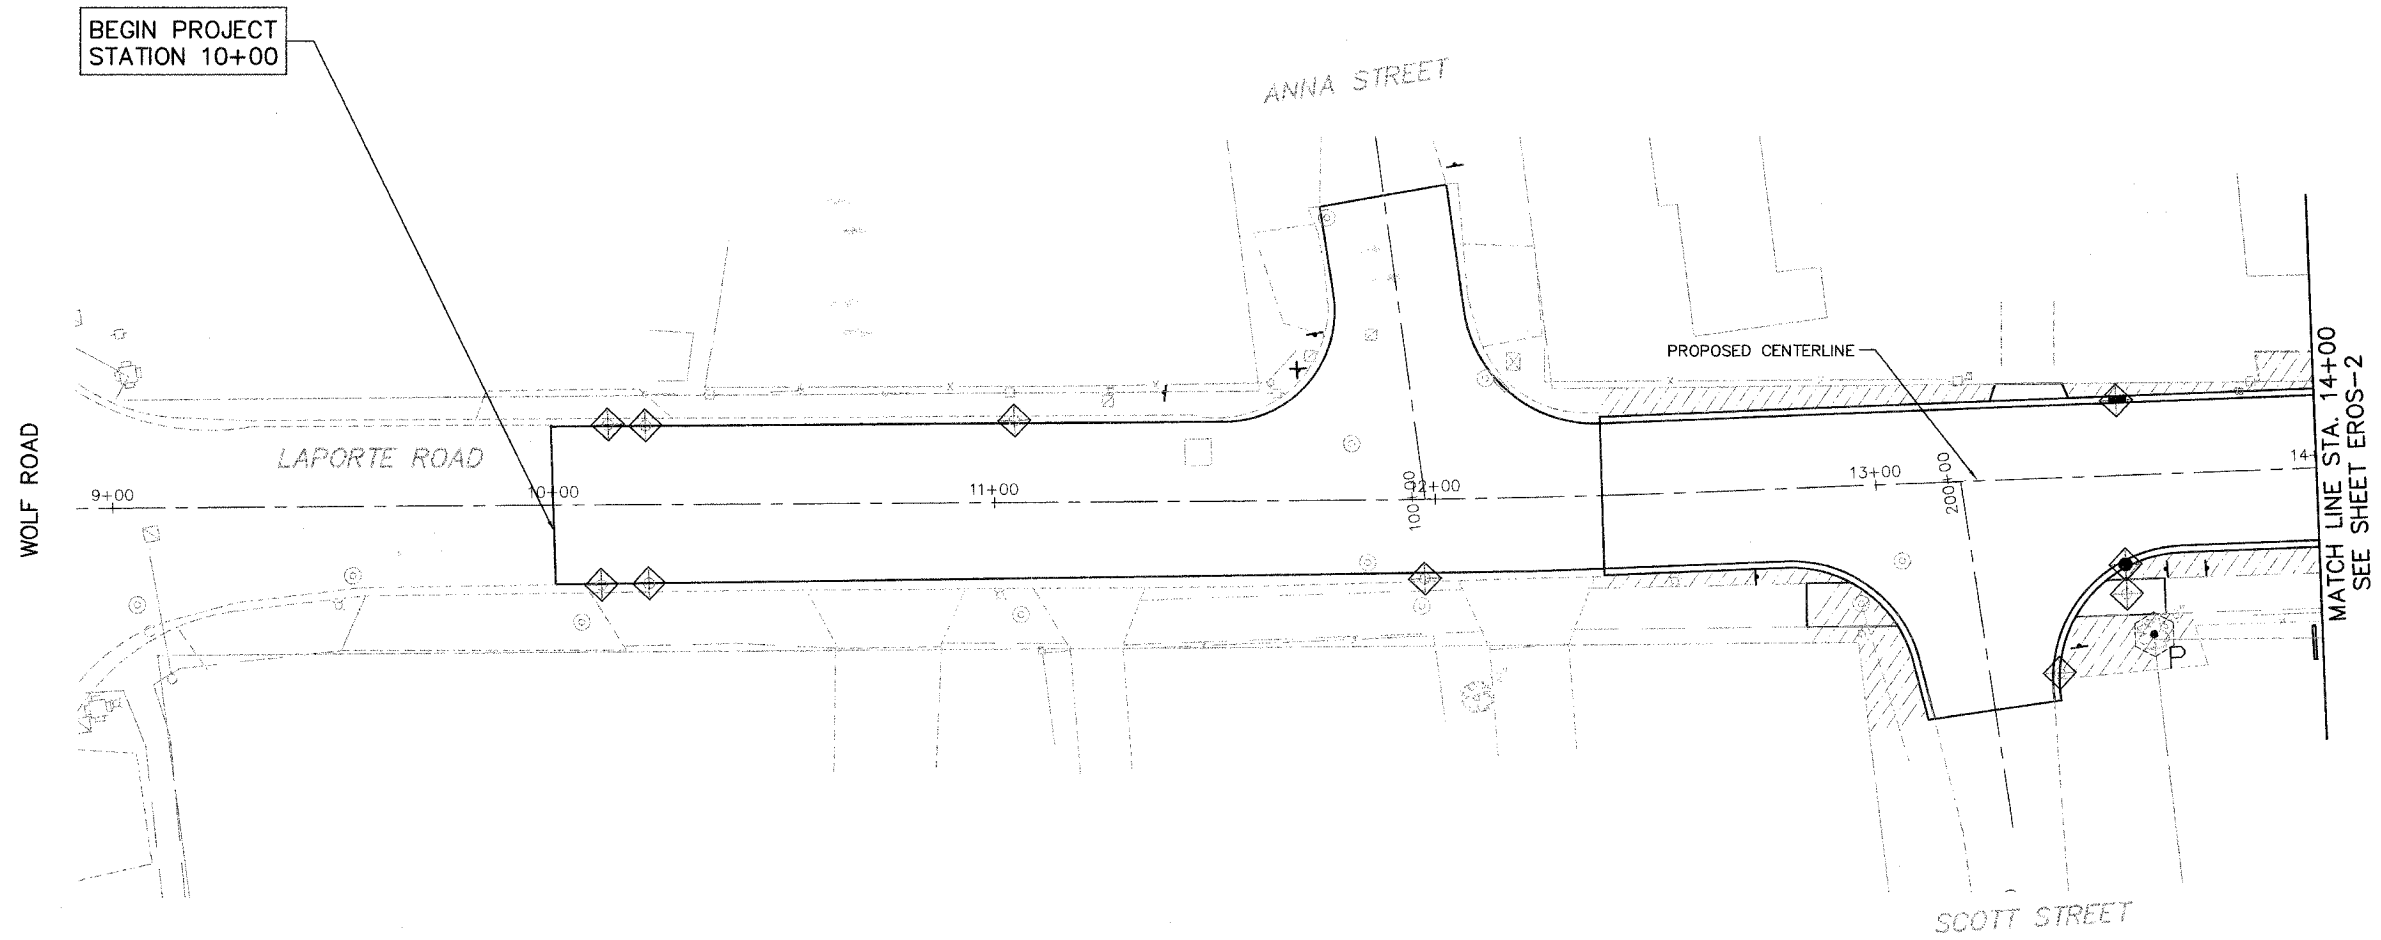 BEGIN PROJECT
STATION 10+00
ANNA STREET
WOLF ROAD
LAPORTE ROAD
PROPOSED CENTERLINE
9+00
10+00
11+00
12+00
100+00
13+00
200+00
14+
MATCH LINE STA. 14+00
SEE SHEET EROS-2
P
SCOTT STREET